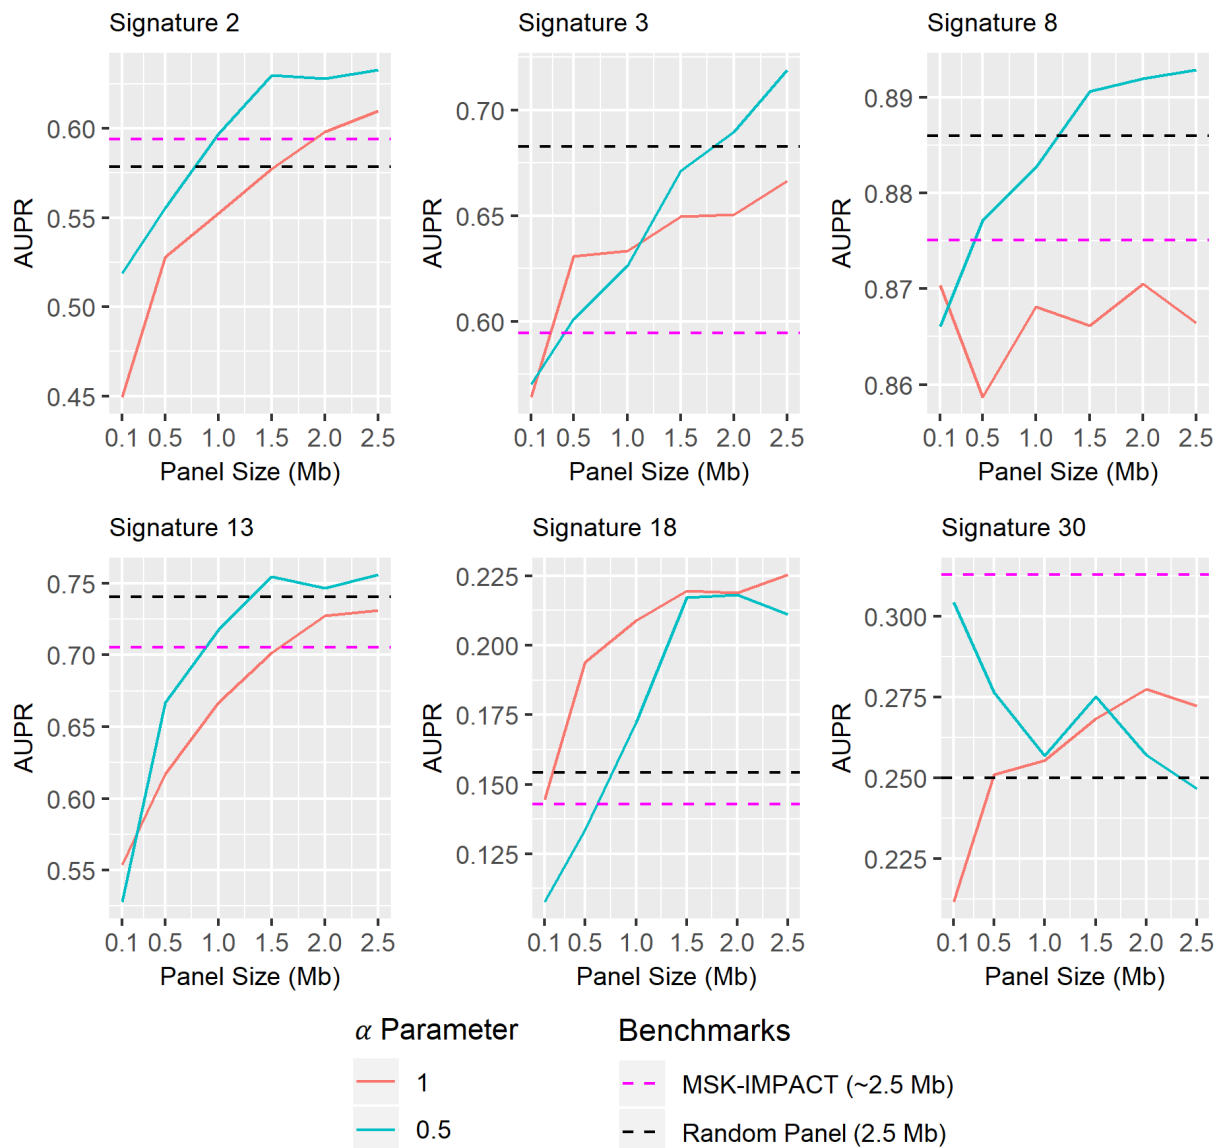 Signature 2
Signature 3
Signature 8
AUPR
0.60
0.55
0.50
0.45
0.1 0.5 1.0 1.5 2.0 2.5
Panel Size (Mb)
AUPR
0.70
0.65
0.60
0.1 0.5 1.0 1.5 2.0 2.5
Panel Size (Mb)
AUPR
0.89
0.88
0.87
0.86
0.1 0.5 1.0 1.5 2.0 2.5
Panel Size (Mb)
Signature 13
Signature 18
Signature 30
AUPR
0.75
0.70
0.65
0.60
0.55
0.1 0.5 1.0 1.5 2.0 2.5
Panel Size (Mb)
AUPR
0.225
0.200
0.175
0.150
0.125
0.1 0.5 1.0 1.5 2.0 2.5
Panel Size (Mb)
AUPR
0.300
0.275
0.250
0.225
0.1 0.5 1.0 1.5 2.0 2.5
Panel Size (Mb)
α Parameter
1
0.5
Benchmarks
MSK-IMPACT (~2.5 Mb)
Random Panel (2.5 Mb)